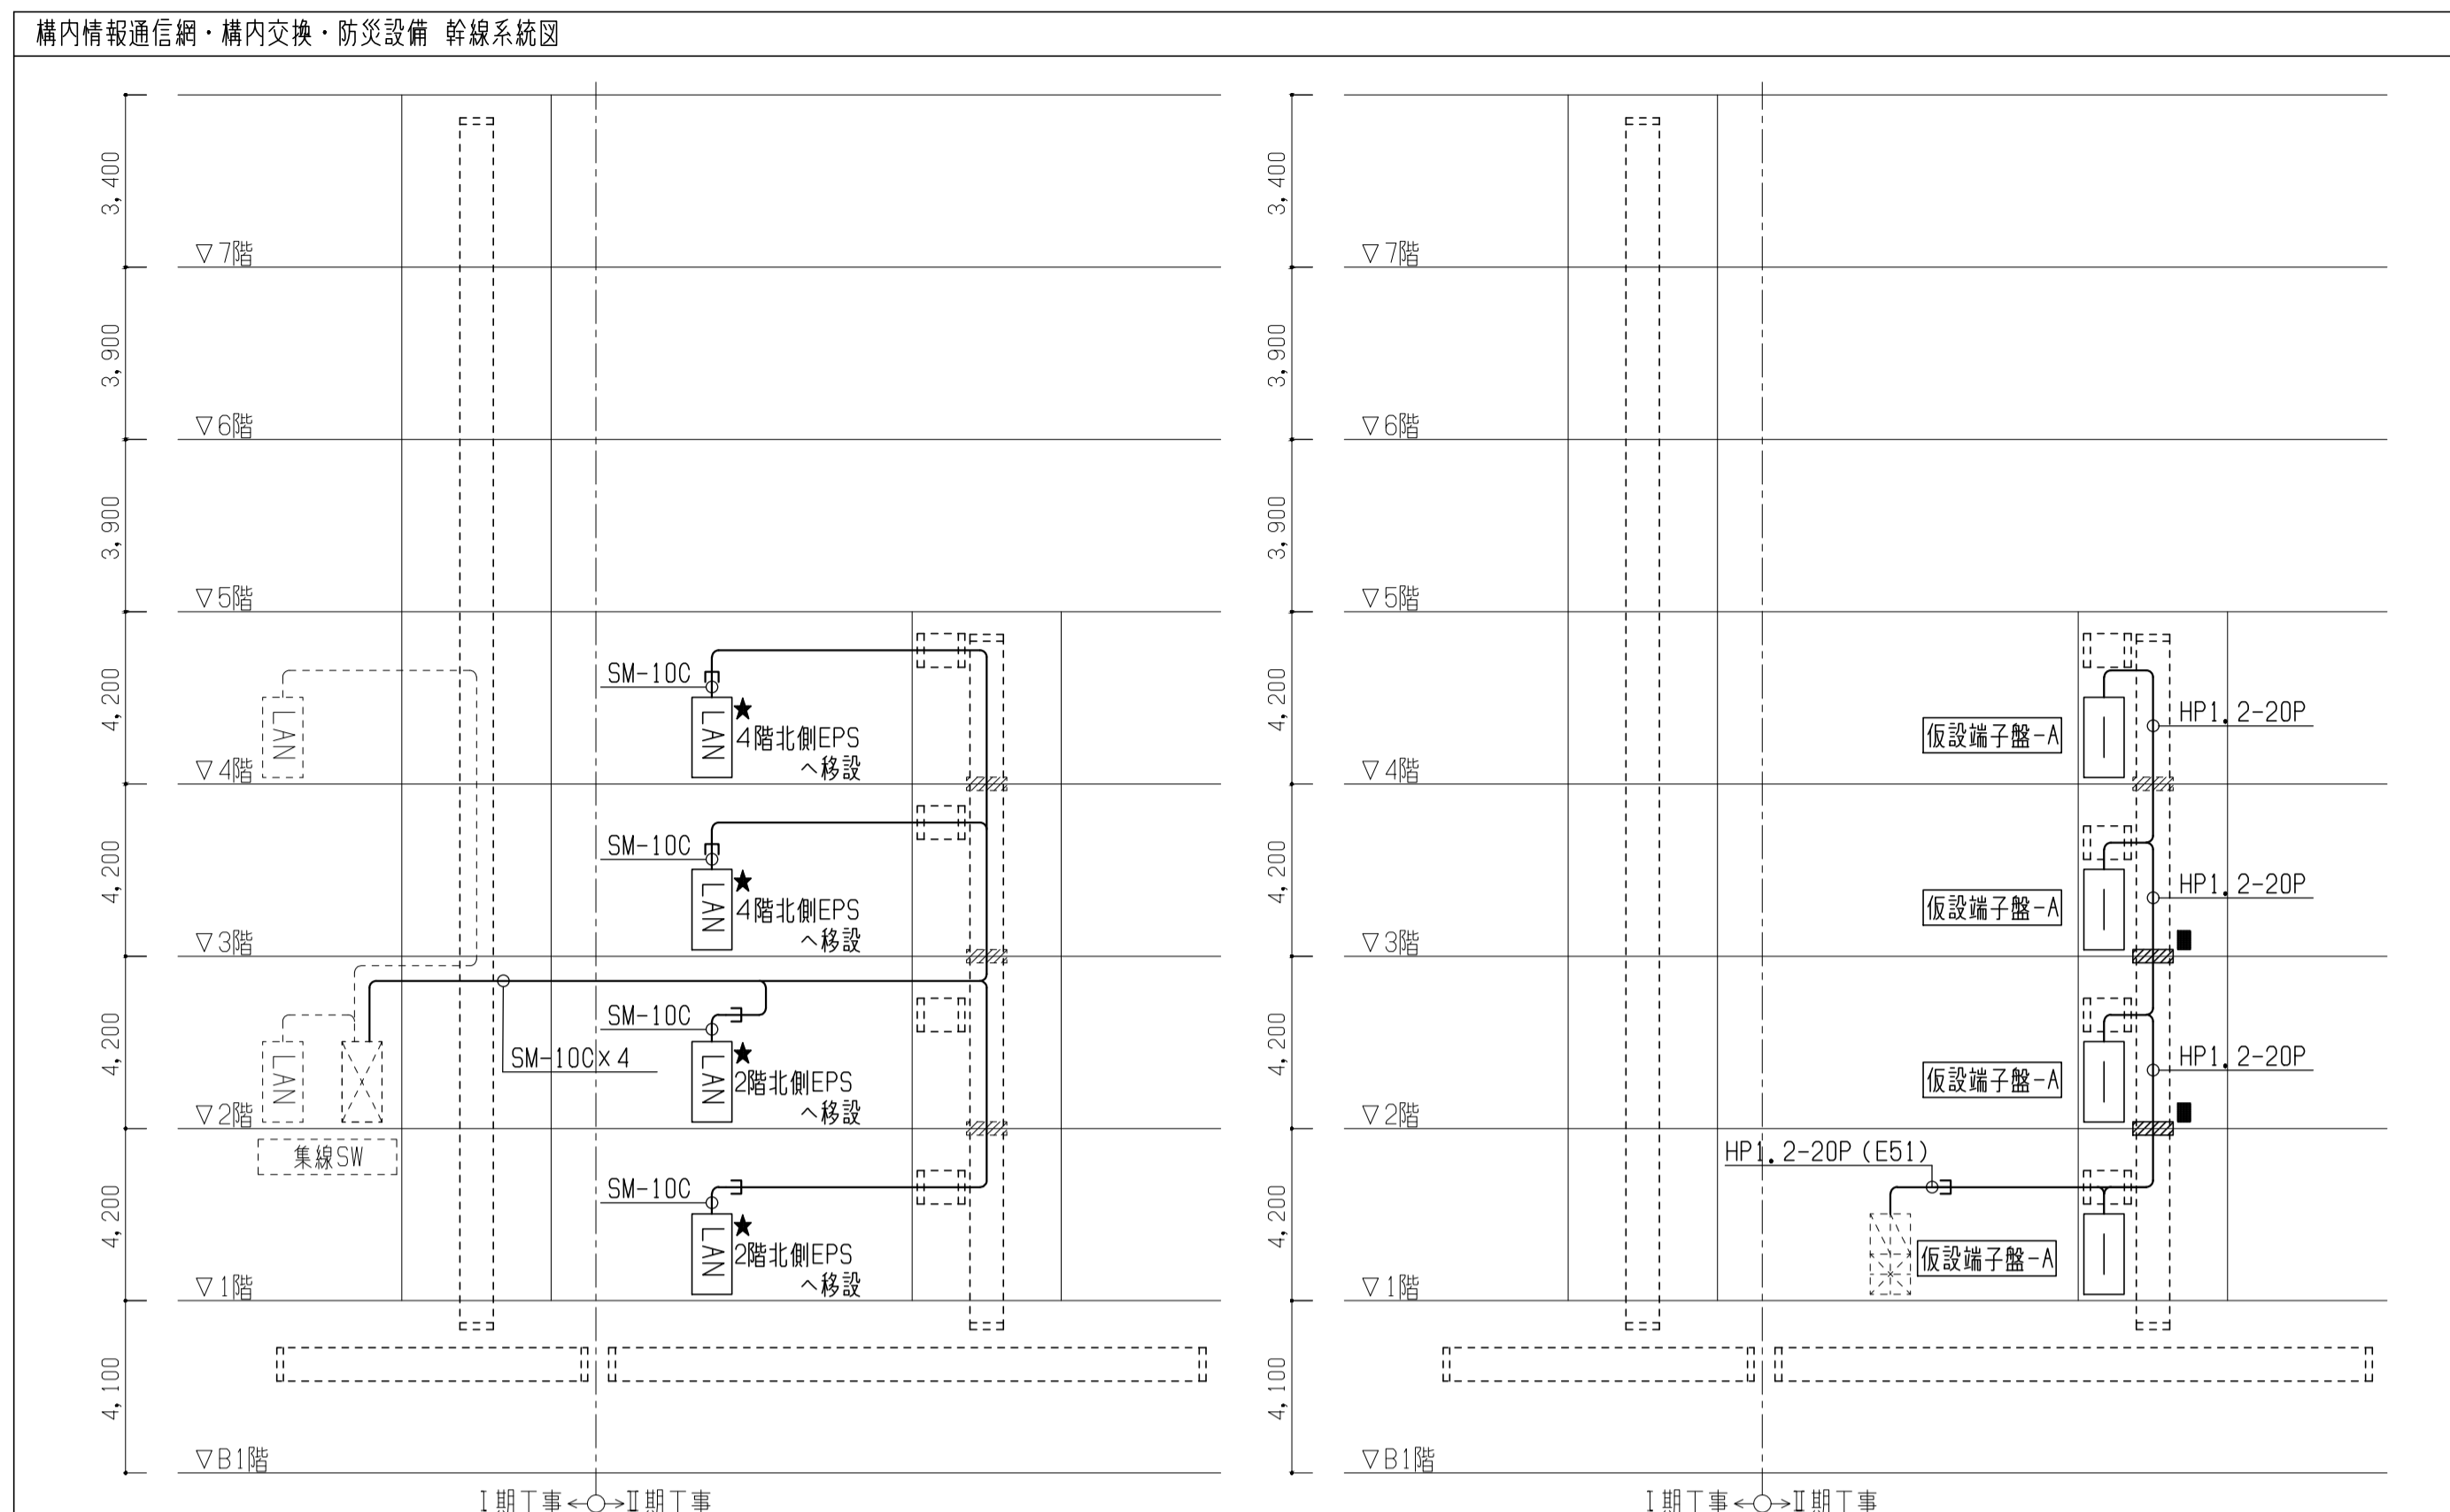 構内情報通信網・構内交換・防災設備 幹線系統図
3,400
▽7階
3,900
▽6階
3,900
▽5階
4,200
LAN
SM-10C
LAN
★
4階北側EPS
へ移設
▽4階
4,200
SM-10C
LAN
★
4階北側EPS
へ移設
▽3階
4,200
LAN
SM-10C×4
SM-10C
LAN
★
2階北側EPS
へ移設
▽2階
集線SW
4,200
SM-10C
LAN
★
2階北側EPS
へ移設
▽1階
4,100
▽B1階
Ⅰ期工事
Ⅱ期工事
3,400
▽7階
3,900
▽6階
3,900
▽5階
4,200
仮設端子盤-A
HP1.2-20P
▽4階
4,200
仮設端子盤-A
HP1.2-20P
▽3階
4,200
仮設端子盤-A
HP1.2-20P
▽2階
4,200
HP1.2-20P(E51)
仮設端子盤-A
▽1階
4,100
▽B1階
Ⅰ期工事
Ⅱ期工事